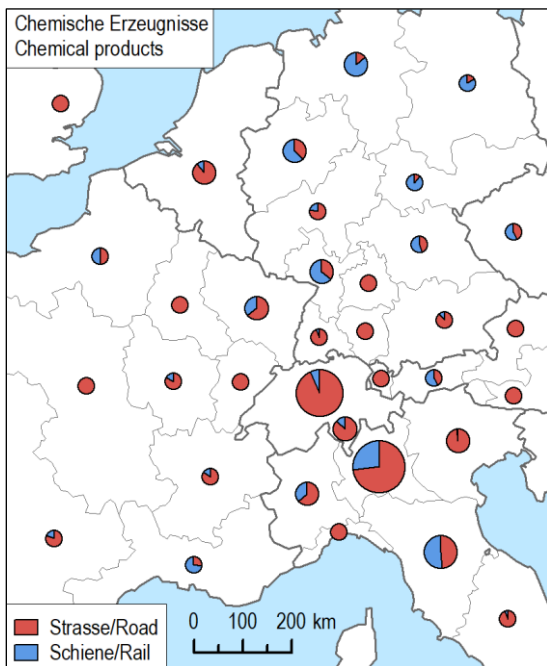 Chemische Erzeugnisse
Chemical products
Strasse/Road
Schiene/Rail
0 100 200 km